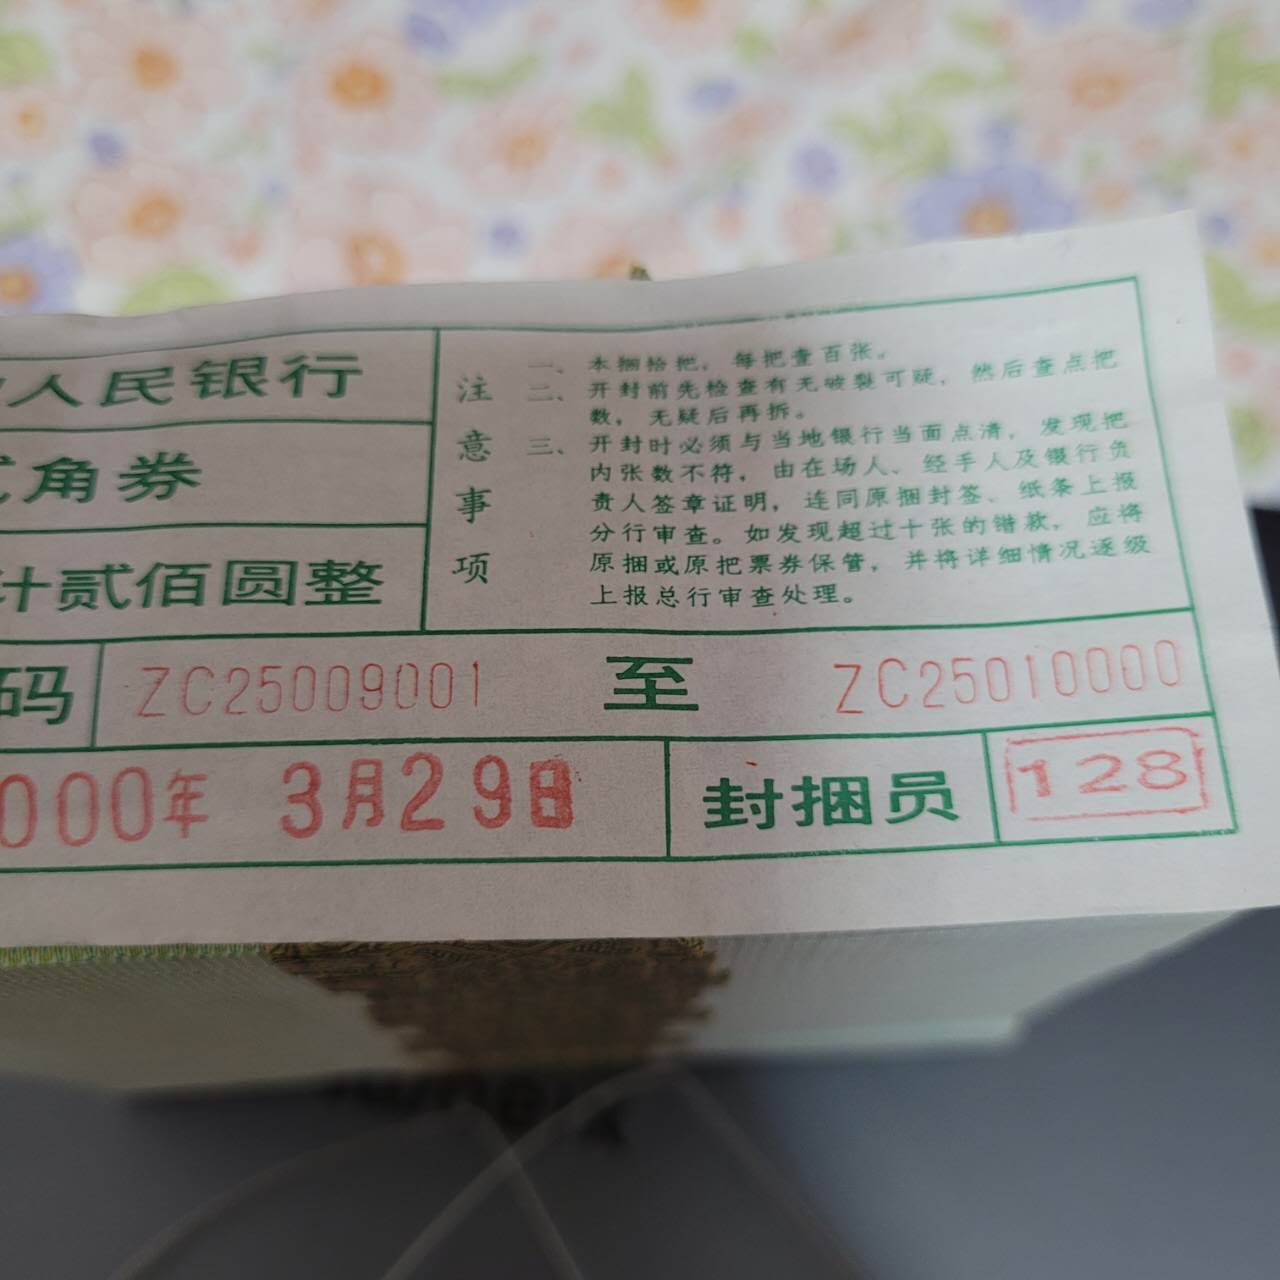 人民银行
角券
计贰佰圆整
注意事项
一、本捆拾把，每把查百张。
二、开封前先检查有无破裂可疑，然后查点把
数，无疑后再拆。
三、开封时必须与当地银行当面点清，发现把
内张数不符，由在场人、经手人及银行负
责人签章证明，连同原捆封签、纸条上报
分行审查。如发现超过十张的错款，应将
原捆或原把票券保管，并将详细情况逐级
上报总行审查处理。
码 ZC25009001 至 ZC25010000
000年 3月29日 封捆员 128